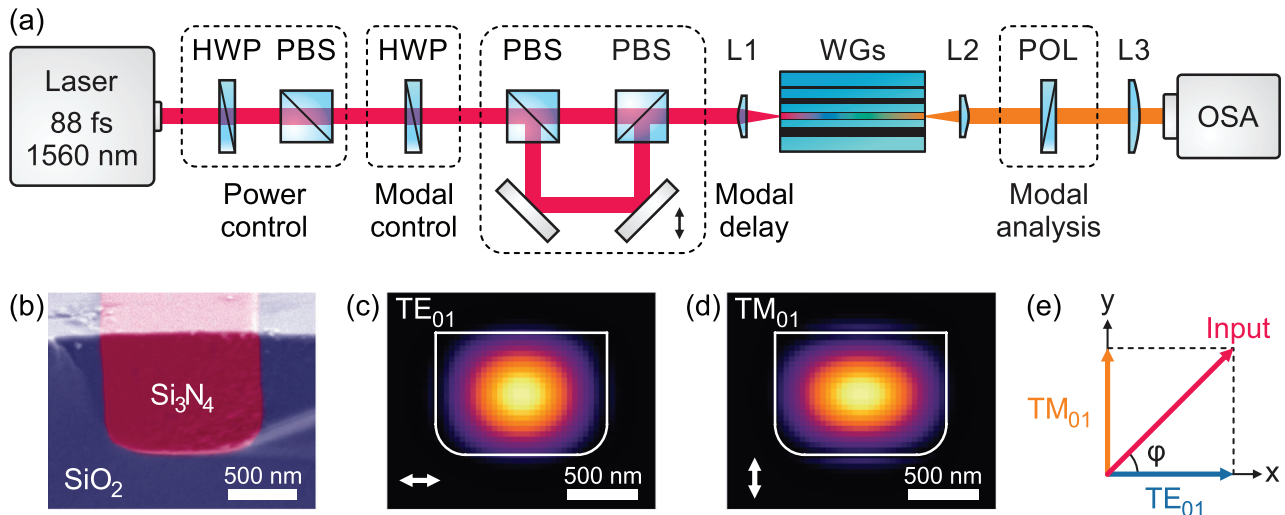 (a)
HWP PBS HWP PBS PBS L1 WGs L2 POL L3
Laser
88 fs
1560 nm
OSA
Power
control
Modal
control
Modal
delay
Modal
analysis
(b)
Si₃N₄
SiO₂
500 nm
(c)
TE₀₁
500 nm
(d)
TM₀₁
500 nm
(e)
y
Input
TM₀₁
φ
x
TE₀₁